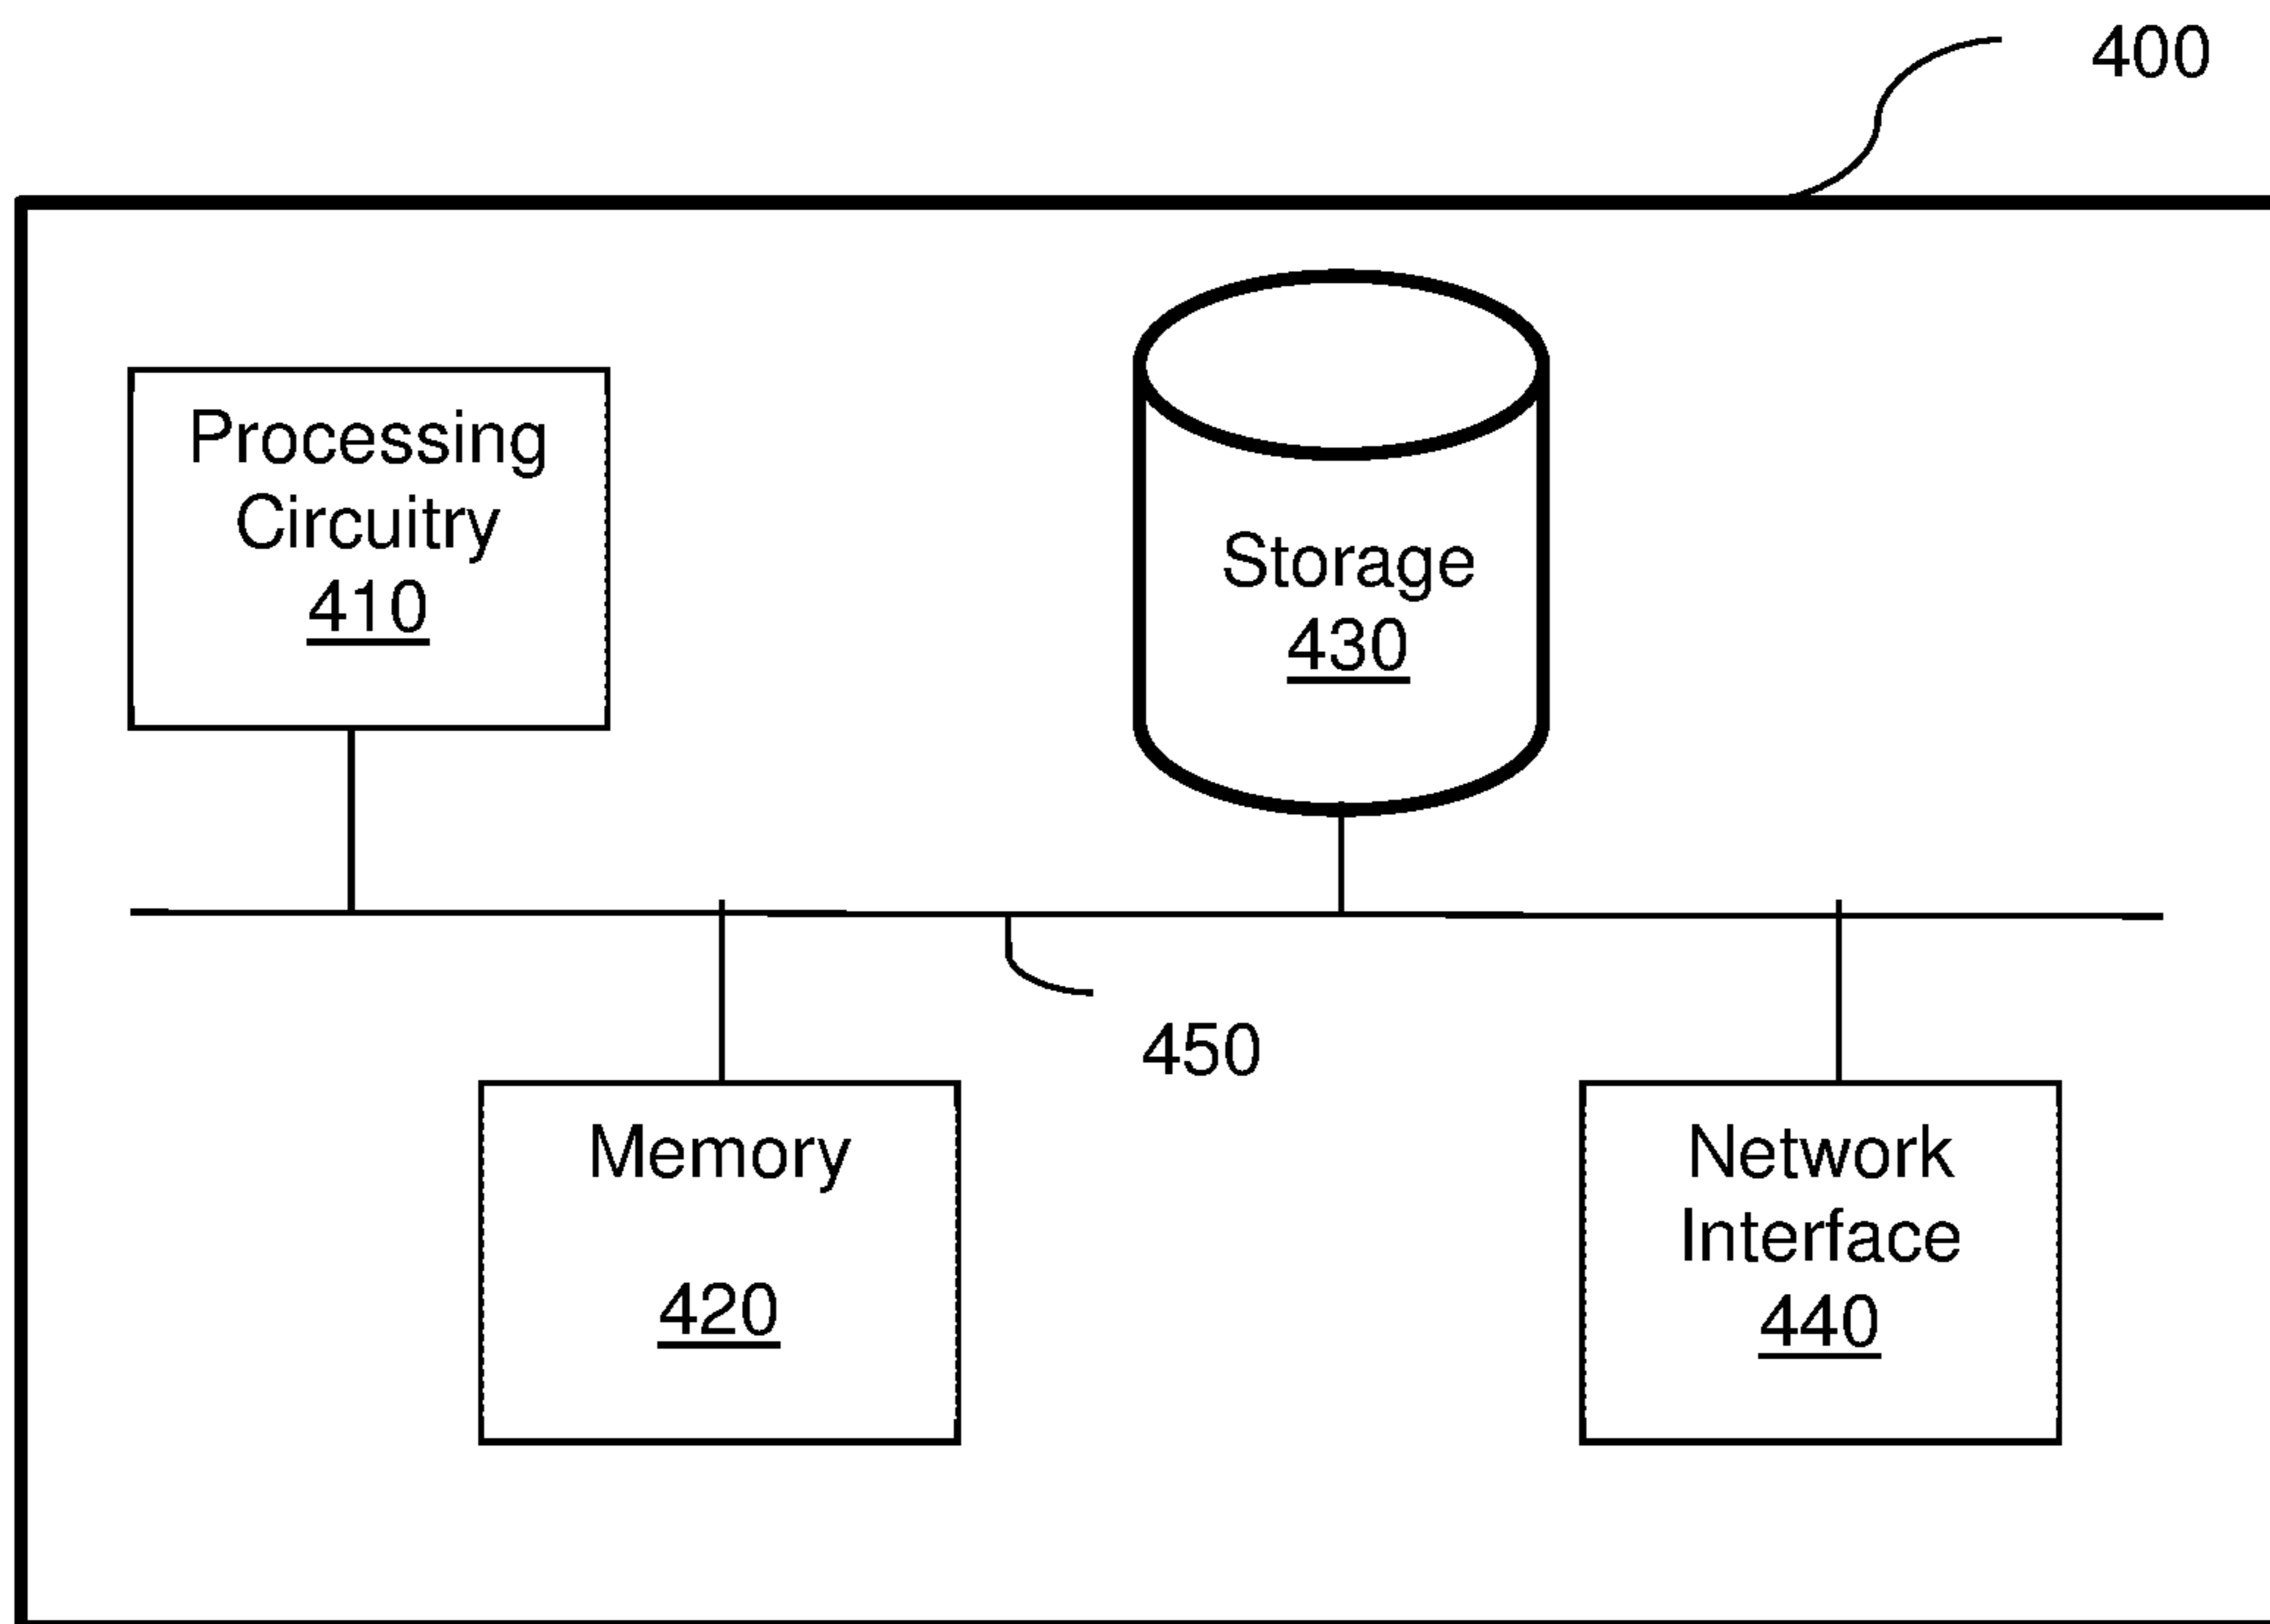 400
Processing
Circuitry
410
Storage
430
450
Memory
420
Network
Interface
440